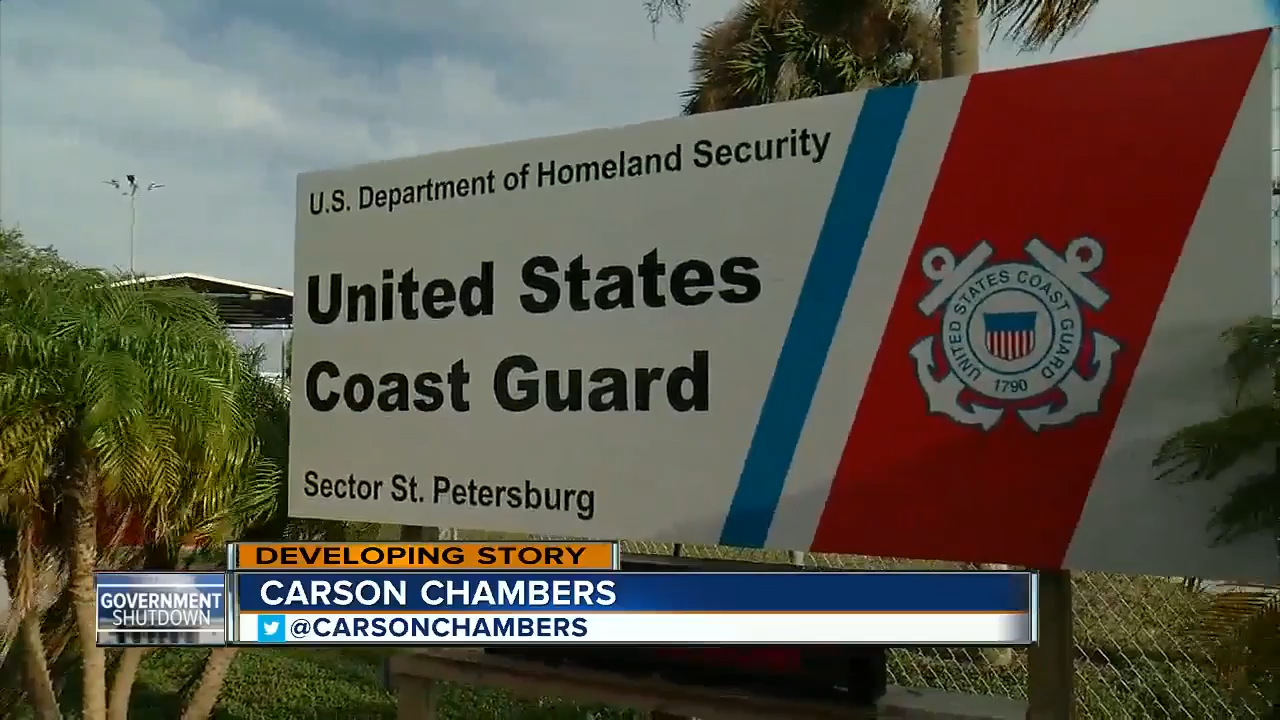 U.S. Department of Homeland Security
United States
Coast Guard
Sector St. Petersburg
UNITED STATES COAST GUARD
1790
DEVELOPING STORY
GOVERNMENT
SHUTDOWN
CARSON CHAMBERS
@CARSONCHAMBERS